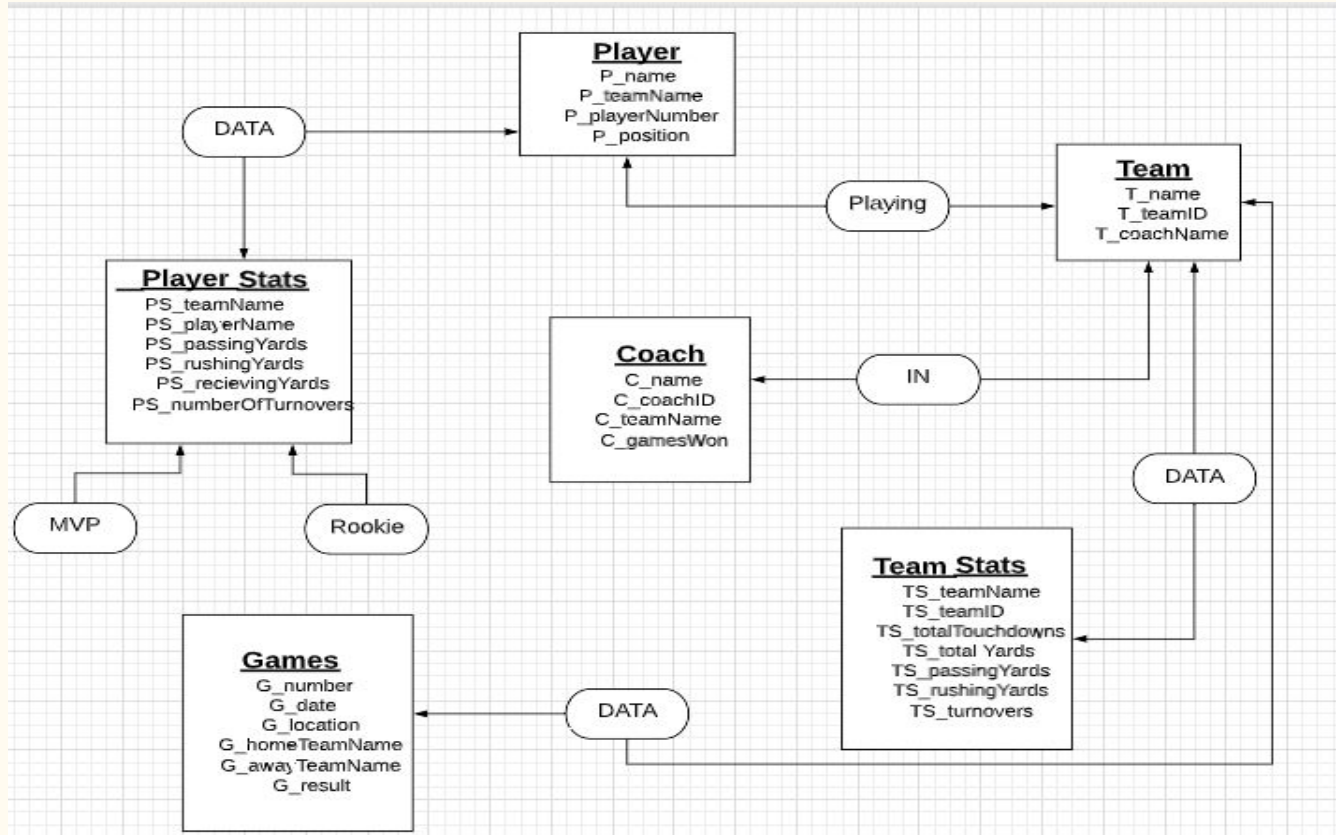 Player
P_name
P_teamName
P_playerNumber
P_position
DATA
Playing
Team
T_name
T_teamID
T_coachName
Player Stats
PS_teamName
PS_playerName
PS_passingYards
PS_rushingYards
PS_recievingYards
PS_numberOfTurnovers
Coach
C_name
C_coachID
C_teamName
C_gamesWon
IN
DATA
MVP
Rookie
Team Stats
TS_teamName
TS_teamID
TS_totalTouchdowns
TS_total Yards
TS_passingYards
TS_rushingYards
TS_turnovers
Games
G_number
G_date
G_location
G_homeTeamName
G_awayTeamName
G_result
DATA